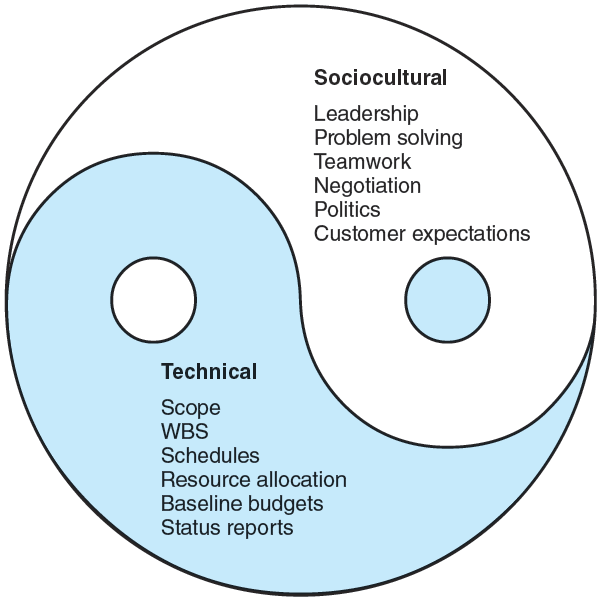 Sociocultural
Leadership
Problem solving
Teamwork
Negotiation
Politics
Customer expectations
Technical
Scope
WBS
Schedules
Resource allocation
Baseline budgets
Status reports